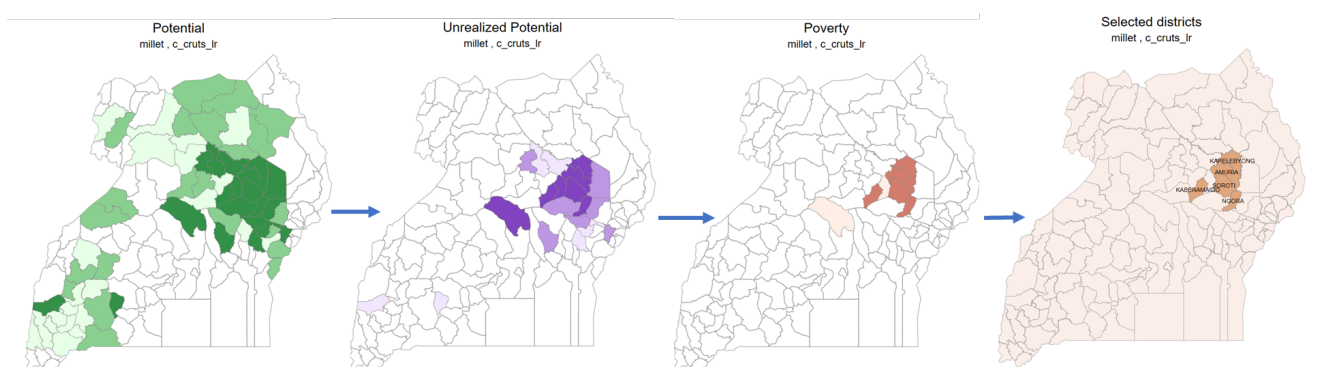 Potential
millet , c_cruts_lr
Unrealized Potential
millet , c_cruts_lr
Poverty
millet , c_cruts_lr
Selected districts
millet , c_cruts_lr
KAPELEBYONG
AMURIA
SOROTI
KABERAMAIDO
NGORA